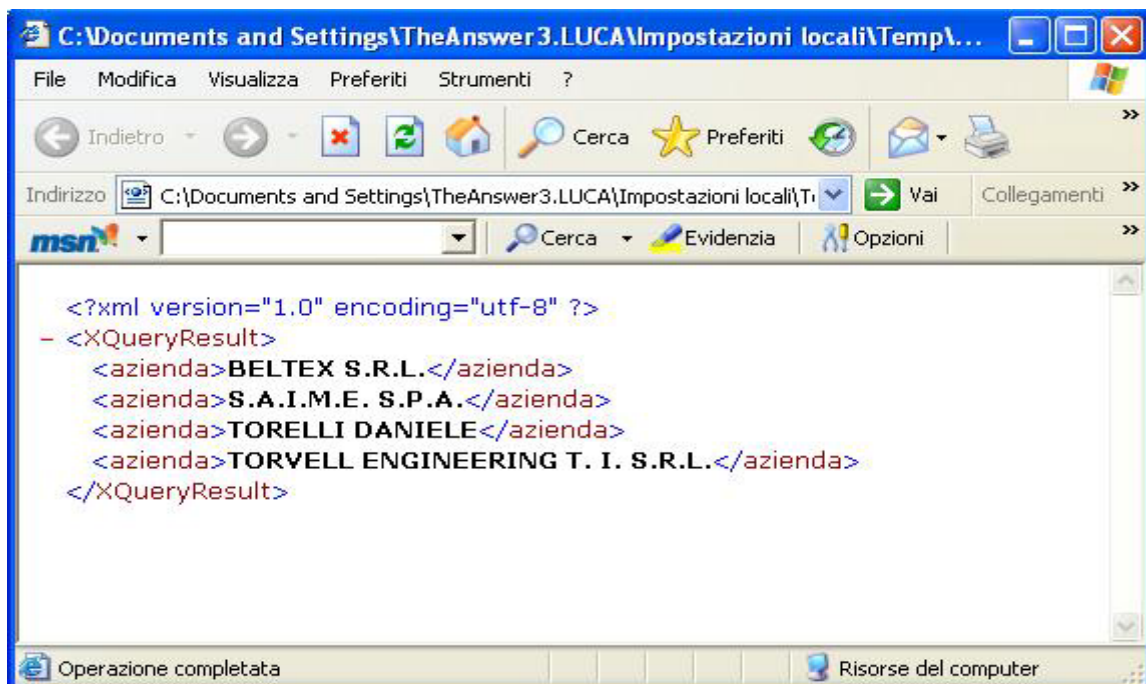 C:\Documents and Settings\TheAnswer3.LUCA\Impostazioni locali\Temp\...
File Modifica Visualizza Preferiti Strumenti ?
Indietro Cerca Preferiti »
Indirizzo C:\Documents and Settings\TheAnswer3.LUCA\Impostazioni locali\T Vai Collegamenti »
msn Cerca Evidenzia Opzioni »
<?xml version="1.0" encoding="utf-8" ?>
- <XQueryResult>
<azienda>BELTEX S.R.L.</azienda>
<azienda>S.A.I.M.E. S.P.A.</azienda>
<azienda>TORELLI DANIELE</azienda>
<azienda>TORVELL ENGINEERING T. I. S.R.L.</azienda>
</XQueryResult>
Operazione completata Risorse del computer